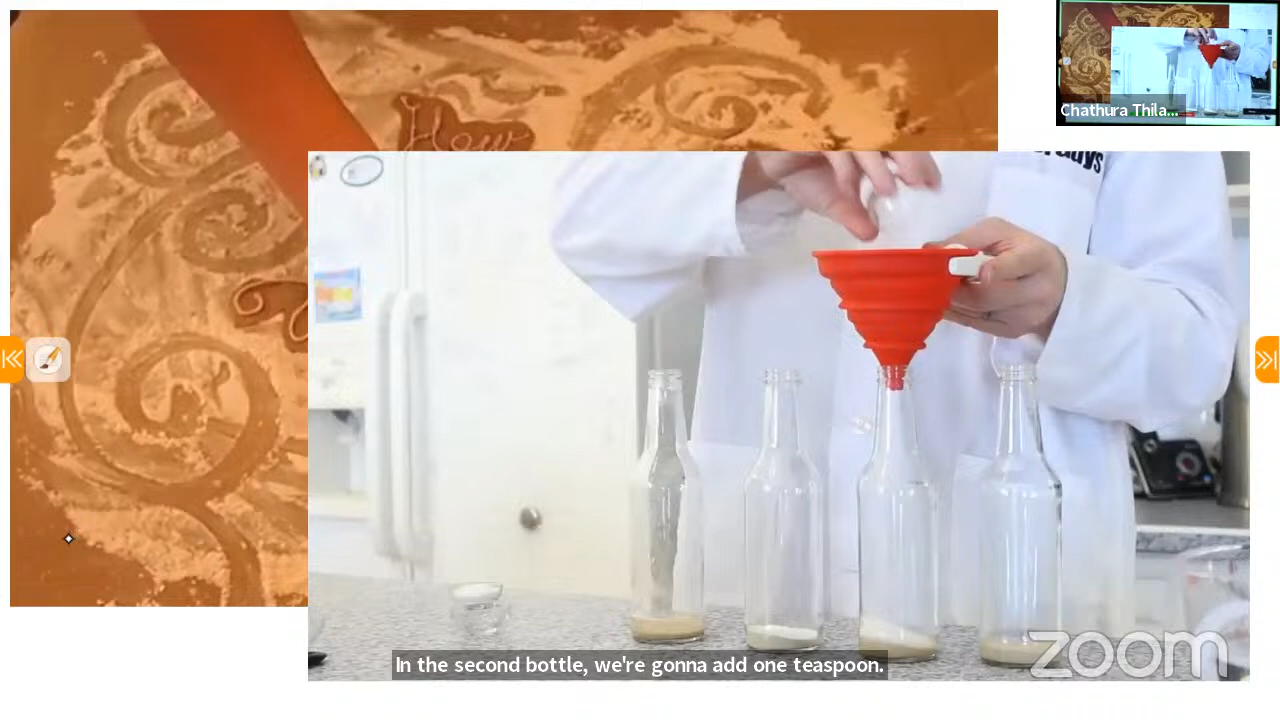 How
Chathura Thila...
In the second bottle, we're gonna add one teaspoon.
zoom